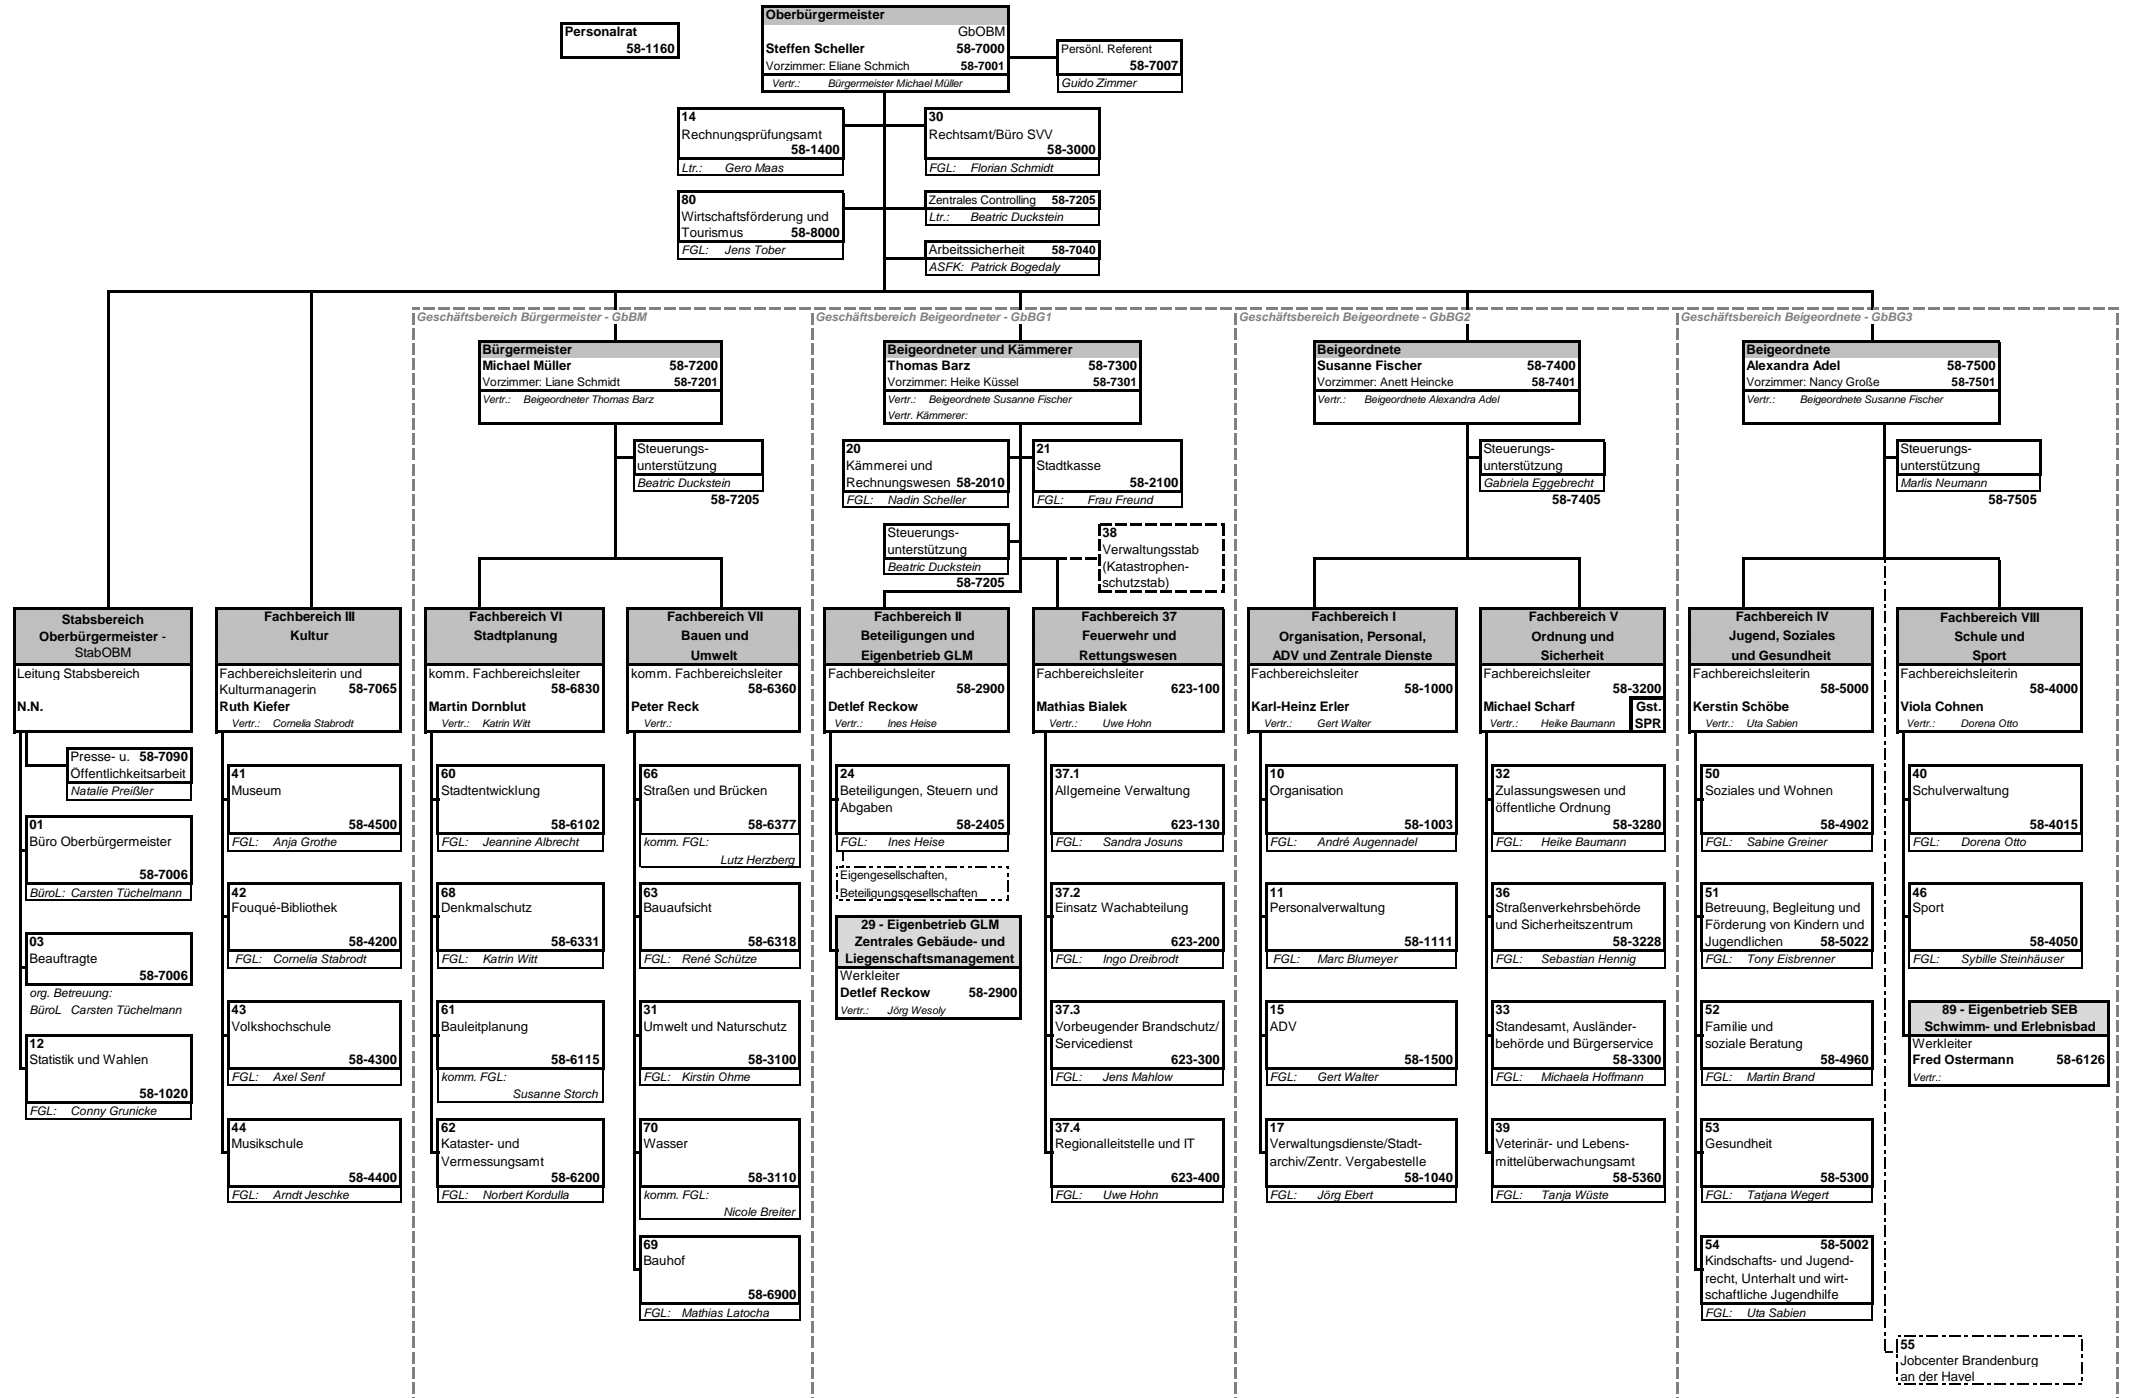 Personalrat
58-1160
Oberbürgermeister
GbOBM
Steffen Scheller 58-7000
Vorzimmer: Eliane Schmich 58-7001
Vertr.: Bürgermeister Michael Müller
Persönl. Referent
58-7007
Guido Zimmer
14
Rechnungsprüfungsamt
58-1400
Ltr.: Gero Maas
30
Rechtsamt/Büro SVV
58-3000
FGL: Florian Schmidt
80
Wirtschaftsförderung und
Tourismus 58-8000
FGL: Jens Tober
Zentrales Controlling 58-7205
Ltr.: Beatric Duckstein
Arbeitssicherheit 58-7040
ASFK: Patrick Bogedaly
Geschäftsbereich Bürgermeister - GbBM
Bürgermeister
Michael Müller 58-7200
Vorzimmer: Liane Schmidt 58-7201
Vertr.: Beigeordneter Thomas Barz
Steuerungs-
unterstützung
Beatric Duckstein
58-7205
Geschäftsbereich Beigeordneter - GbBG1
Beigeordneter und Kämmerer
Thomas Barz 58-7300
Vorzimmer: Heike Küssel 58-7301
Vertr.: Beigeordnete Susanne Fischer
Vertr. Kämmerer:
20
Kämmerei und
Rechnungswesen 58-2010
FGL: Nadin Scheller
21
Stadtkasse
58-2100
FGL: Frau Freund
Steuerungs-
unterstützung
Beatric Duckstein
58-7205
38
Verwaltungsstab
(Katastrophen-
schutzstab)
Geschäftsbereich Beigeordnete - GbBG2
Beigeordnete
Susanne Fischer 58-7400
Vorzimmer: Anett Heincke 58-7401
Vertr.: Beigeordnete Alexandra Adel
Steuerungs-
unterstützung
Gabriela Eggebrecht
58-7405
Geschäftsbereich Beigeordnete - GbBG3
Beigeordnete
Alexandra Adel 58-7500
Vorzimmer: Nancy Große 58-7501
Vertr.: Beigeordnete Susanne Fischer
Steuerungs-
unterstützung
Marlis Neumann
58-7505
Stabsbereich
Oberbürgermeister -
StabOBM
Leitung Stabsbereich
N.N.
Presse- u. 58-7090
Öffentlichkeitsarbeit
Natalie Preißler
01
Büro Oberbürgermeister
58-7006
BüroL: Carsten Tüchelmann
03
Beauftragte
58-7006
org. Betreuung:
BüroL Carsten Tüchelmann
12
Statistik und Wahlen
58-1020
FGL: Conny Grunicke
Fachbereich III
Kultur
Fachbereichsleiterin und
Kulturmanagerin 58-7065
Ruth Kiefer
Vertr.: Cornelia Stabrodt
41
Museum
58-4500
FGL: Anja Grothe
42
Fouqué-Bibliothek
58-4200
FGL: Cornelia Stabrodt
43
Volkshochschule
58-4300
FGL: Axel Senf
44
Musikschule
58-4400
FGL: Arndt Jeschke
Fachbereich VI
Stadtplanung
komm. Fachbereichsleiter
58-6830
Martin Dornblut
Vertr.: Katrin Witt
60
Stadtentwicklung
58-6102
FGL: Jeannine Albrecht
68
Denkmalschutz
58-6331
FGL: Katrin Witt
61
Bauleitplanung
58-6115
komm. FGL:
Susanne Storch
62
Kataster- und
Vermessungsamt
58-6200
FGL: Norbert Kordulla
Fachbereich VII
Bauen und
Umwelt
komm. Fachbereichsleiter
58-6360
Peter Reck
Vertr.:
66
Straßen und Brücken
58-6377
komm. FGL:
Lutz Herzberg
63
Bauaufsicht
58-6318
FGL: René Schütze
31
Umwelt und Naturschutz
58-3100
FGL: Kirstin Ohme
70
Wasser
58-3110
komm. FGL:
Nicole Breiter
69
Bauhof
58-6900
FGL: Mathias Latocha
Fachbereich II
Beteiligungen und
Eigenbetrieb GLM
Fachbereichsleiter
58-2900
Detlef Reckow
Vertr.: Ines Heise
24
Beteiligungen, Steuern und
Abgaben
58-2405
FGL: Ines Heise
Eigengesellschaften,
Beteiligungsgesellschaften
29 - Eigenbetrieb GLM
Zentrales Gebäude- und
Liegenschaftsmanagement
Werkleiter
Detlef Reckow 58-2900
Vertr.: Jörg Wesoly
Fachbereich 37
Feuerwehr und
Rettungswesen
Fachbereichsleiter
623-100
Mathias Bialek
Vertr.: Uwe Hohn
37.1
Allgemeine Verwaltung
623-130
FGL: Sandra Josuns
37.2
Einsatz Wachabteilung
623-200
FGL: Ingo Dreibrodt
37.3
Vorbeugender Brandschutz/
Servicedienst
623-300
FGL: Jens Mahlow
37.4
Regionalleitstelle und IT
623-400
FGL: Uwe Hohn
Fachbereich I
Organisation, Personal,
ADV und Zentrale Dienste
Fachbereichsleiter
58-1000
Karl-Heinz Erler
Vertr.: Gert Walter
10
Organisation
58-1003
FGL: André Augennadel
11
Personalverwaltung
58-1111
FGL: Marc Blumeyer
15
ADV
58-1500
FGL: Gert Walter
17
Verwaltungsdienste/Stadt-
archiv/Zentr. Vergabestelle
58-1040
FGL: Jörg Ebert
Fachbereich V
Ordnung und
Sicherheit
Fachbereichsleiter
58-3200
Michael Scharf
Vertr.: Heike Baumann
Gst.
SPR
32
Zulassungswesen und
öffentliche Ordnung
58-3280
FGL: Heike Baumann
36
Straßenverkehrsbehörde
und Sicherheitszentrum
58-3228
FGL: Sebastian Hennig
33
Standesamt, Ausländer-
behörde und Bürgerservice
58-3300
FGL: Michaela Hoffmann
39
Veterinär- und Lebens-
mittelüberwachungsamt
58-5360
FGL: Tanja Wüste
Fachbereich IV
Jugend, Soziales
und Gesundheit
Fachbereichsleiterin
58-5000
Kerstin Schöbe
Vertr.: Uta Sabien
50
Soziales und Wohnen
58-4902
FGL: Sabine Greiner
51
Betreuung, Begleitung und
Förderung von Kindern und
Jugendlichen 58-5022
FGL: Tony Eisbrenner
52
Familie und
soziale Beratung
58-4960
FGL: Martin Brand
53
Gesundheit
58-5300
FGL: Tatjana Wegert
54 58-5002
Kindschafts- und Jugend-
recht, Unterhalt und wirt-
schaftliche Jugendhilfe
FGL: Uta Sabien
Fachbereich VIII
Schule und
Sport
Fachbereichsleiterin
58-4000
Viola Cohnen
Vertr.: Dorena Otto
40
Schulverwaltung
58-4015
FGL: Dorena Otto
46
Sport
58-4050
FGL: Sybille Steinhäuser
89 - Eigenbetrieb SEB
Schwimm- und Erlebnisbad
Werkleiter
Fred Ostermann 58-6126
Vertr.:
55
Jobcenter Brandenburg
an der Havel